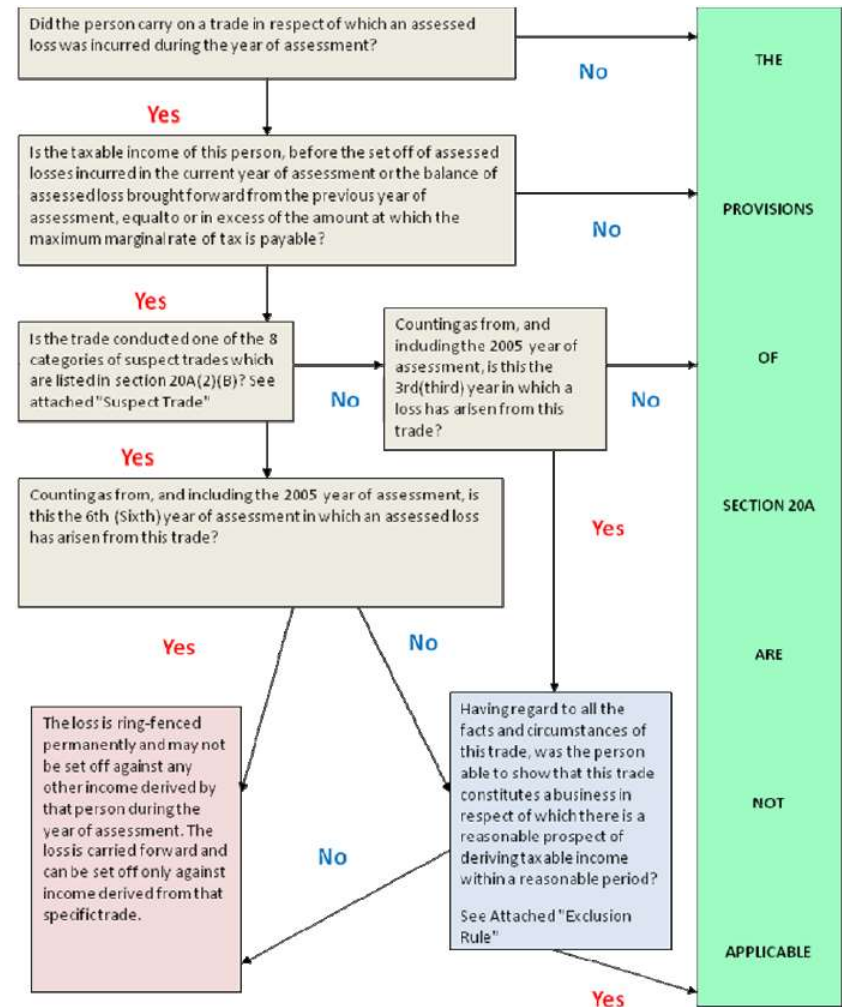 Did the person carry on a trade in respect of which an assessed
loss was incurred during the year of assessment?
No
Yes
Is the taxable income of this person, before the set off of assessed
losses incurred in the current year of assessment or the balance of
assessed loss brought forward from the previous year of
assessment, equalto or in excess of the amount at which the
maximum marginal rate of tax is payable?
No
Yes
Is the trade conducted one of the 8
categories of suspect trades which
are listed in section 20A(2)(B)? See
attached "Suspect Trade"
No
Counting as from, and
including the 2005 year of
assessment, is this the
3rd(third) year in which a
loss has arisen from this
trade?
No
Yes
Counting as from, and including the 2005 year of assessment, is
this the 6th (Sixth) year of assessment in which an assessed loss
has arisen from this trade?
Yes
Yes
No
The loss is ring-fenced
permanently and may not
be set off against any
other income derived by
that person during the
year of assessment. The
loss is carried forward and
can be set off only against
income derived from that
specific trade.
No
Having regard to all the
facts and circumstances of
this trade, was the person
able to show that this trade
constitutes a business in
respect of which there is a
reasonable prospect of
deriving taxable income
within a reasonable period?
See Attached "Exclusion
Rule"
Yes
THE
PROVISIONS
OF
SECTION 20A
ARE
NOT
APPLICABLE